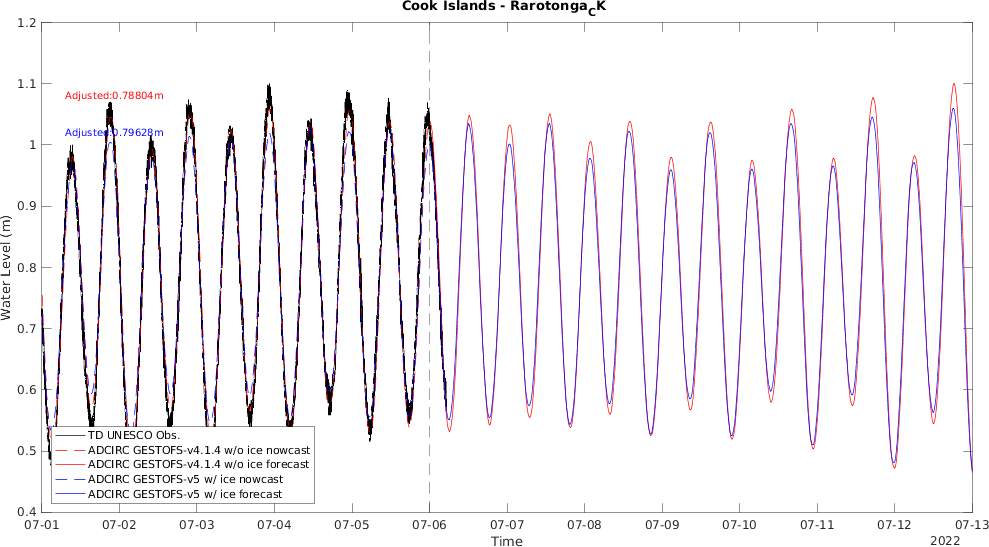 Cook Islands - RarotongaCK
1.2
1.1
1
0.9
0.8
0.7
0.6
0.5
0.4
Water Level (m)
Adjusted:0.78804m
Adjusted:0.79628m
TD UNESCO Obs.
ADCIRC GESTOFS-v4.1.4 w/o ice nowcast
ADCIRC GESTOFS-v4.1.4 w/o ice forecast
ADCIRC GESTOFS-v5 w/ ice nowcast
ADCIRC GESTOFS-v5 w/ ice forecast
07-01 07-02 07-03 07-04 07-05 07-06 07-07 07-08 07-09 07-10 07-11 07-12 07-13
Time
2022